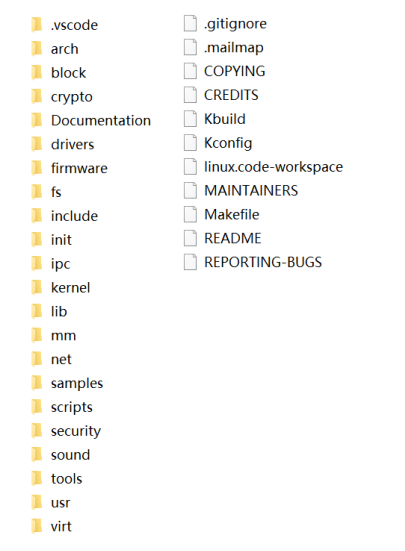 .vscode
arch
block
crypto
Documentation
drivers
firmware
fs
include
init
ipc
kernel
lib
mm
net
samples
scripts
security
sound
tools
usr
virt
.gitignore
.mailmap
COPYING
CREDITS
Kbuild
Kconfig
linux.code-workspace
MAINTAINERS
Makefile
README
REPORTING-BUGS